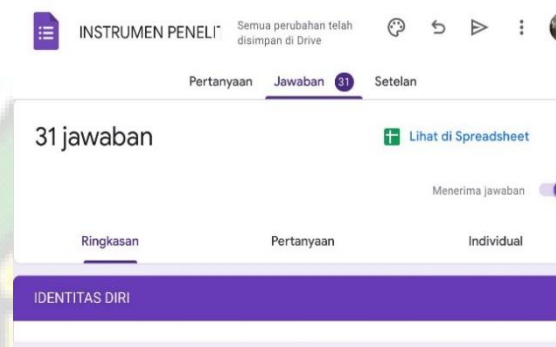 INSTRUMEN PENELI
Semua perubahan telah
disimpan di Drive
Pertanyaan Jawaban 31 Setelan
31 jawaban
Lihat di Spreadsheet
Menerima jawaban
Ringkasan Pertanyaan Individual
IDENTITAS DIRI